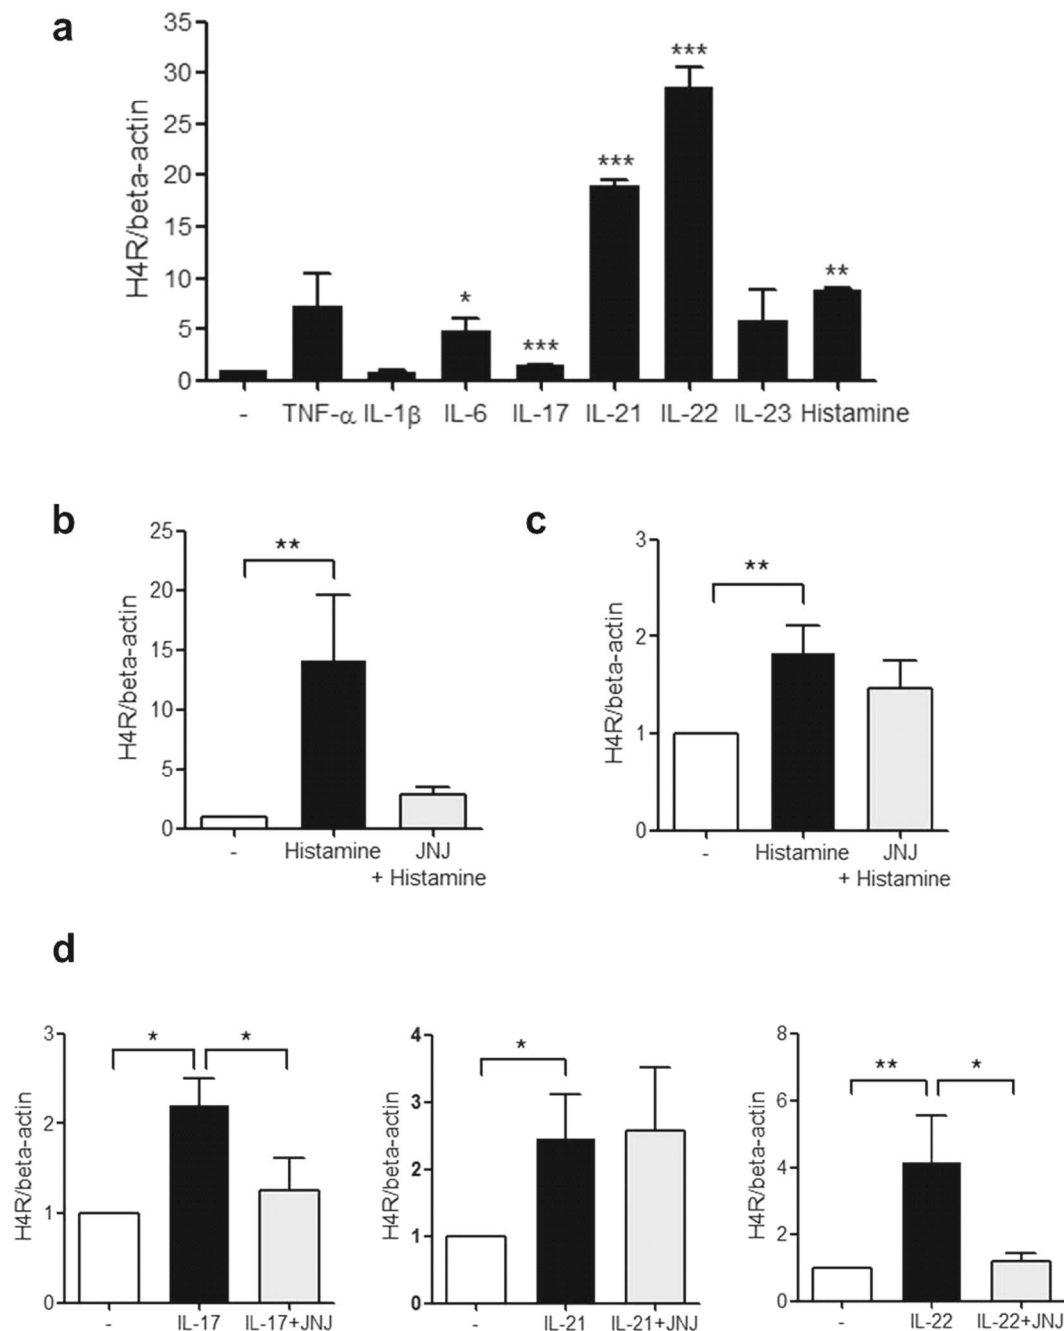 a
H4R/beta-actin
35
30
25
20
15
10
5
0
***
***
**
*
***
- TNF-α IL-1β IL-6 IL-17 IL-21 IL-22 IL-23 Histamine
b
H4R/beta-actin
25
20
15
10
5
0
**
- Histamine JNJ
+ Histamine
c
H4R/beta-actin
3
2
1
0
**
- Histamine JNJ
+ Histamine
d
H4R/beta-actin
3
2
1
0
* *
- IL-17 IL-17+JNJ
H4R/beta-actin
4
3
2
1
0
*
- IL-21 IL-21+JNJ
H4R/beta-actin
8
6
4
2
0
** *
- IL-22 IL-22+JNJ